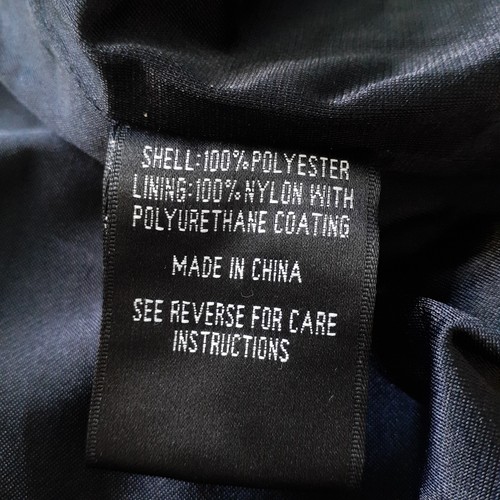 SHELL:100%POLYESTER
LINING:100%NYLON WITH
POLYURETHANE COATING
MADE IN CHINA
SEE REVERSE FOR CARE
INSTRUCTIONS